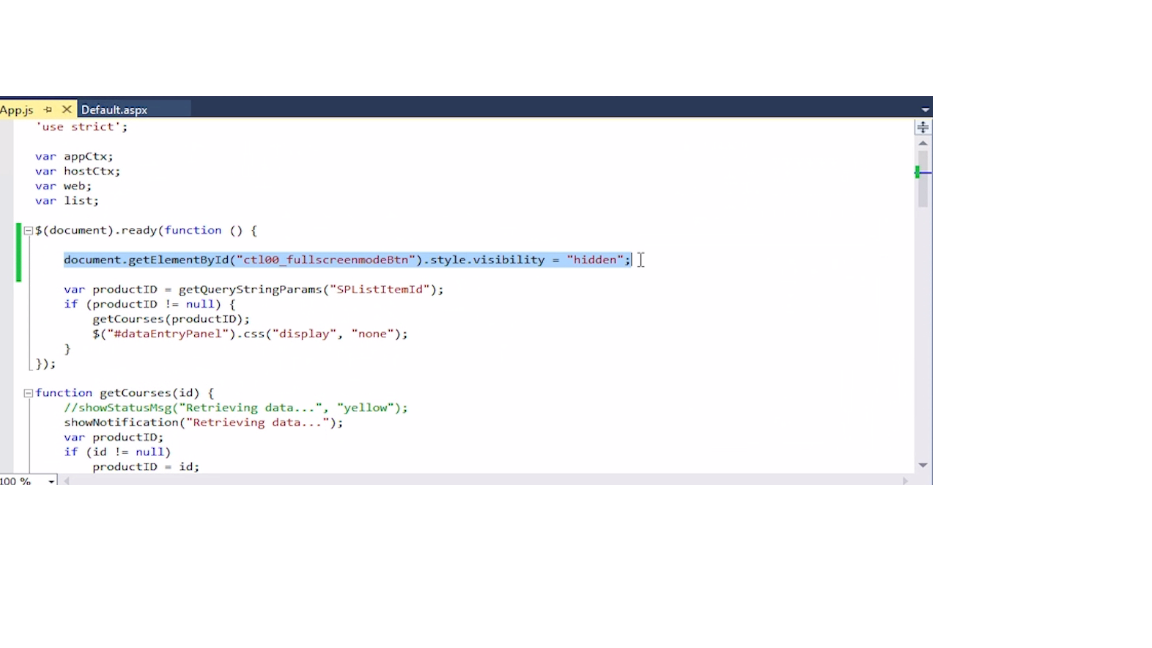 App.js
Default.aspx
'use strict';
var appCtx;
var hostCtx;
var web;
var list;
$(document).ready(function () {
document.getElementById("ctl00_fullscreenmodeBtn").style.visibility = "hidden";
var productID = getQueryStringParams("SPListItemId");
if (productID != null) {
getCourses(productID);
$("#dataEntryPanel").css("display", "none");
}
});
function getCourses(id) {
//showStatusMsg("Retrieving data...", "yellow");
showNotification("Retrieving data...");
var productID;
if (id != null)
productID = id;
100 %